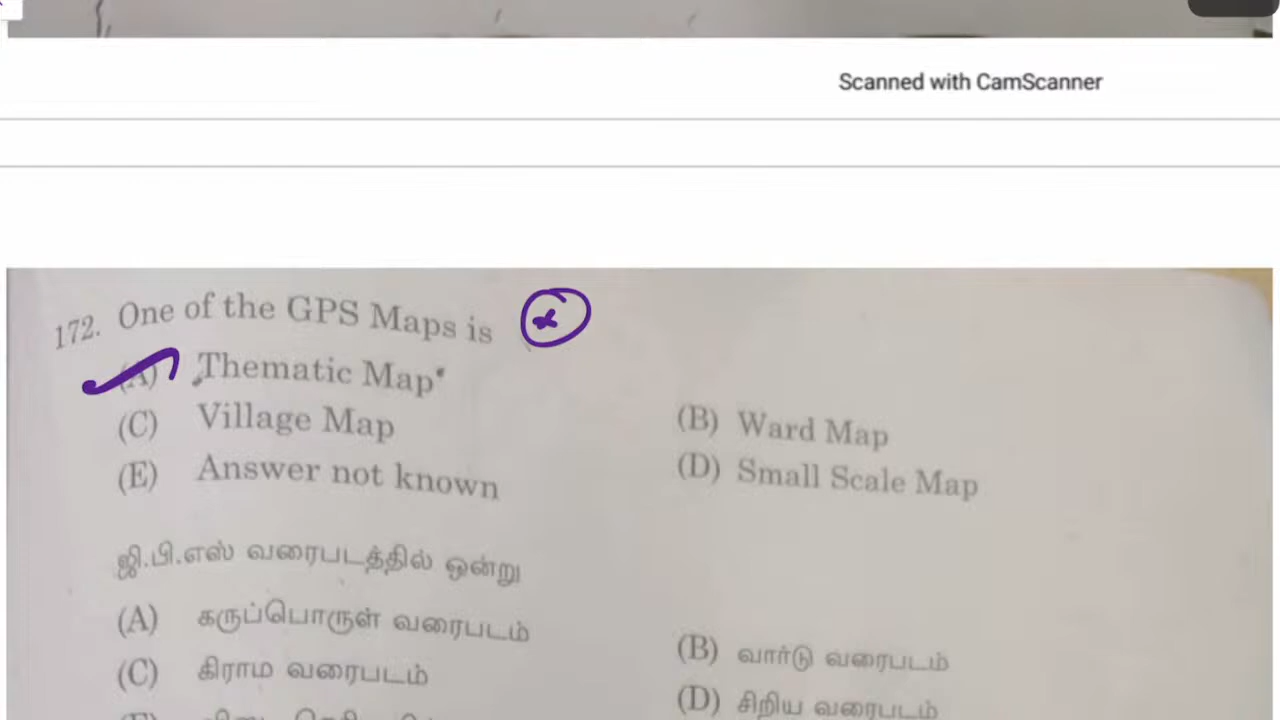 Scanned with CamScanner
172. One of the GPS Maps is
(A) Thematic Map
(B) Ward Map
(C) Village Map
(D) Small Scale Map
(E) Answer not known
ஜி.பி.எஸ் வரைபடத்தில் ஒன்று
(A) கருப்பொருள் வரைபடம்
(B) வார்டு வரைபடம்
(C) கிராம வரைபடம்
(D) சிறிய வரைபடம்